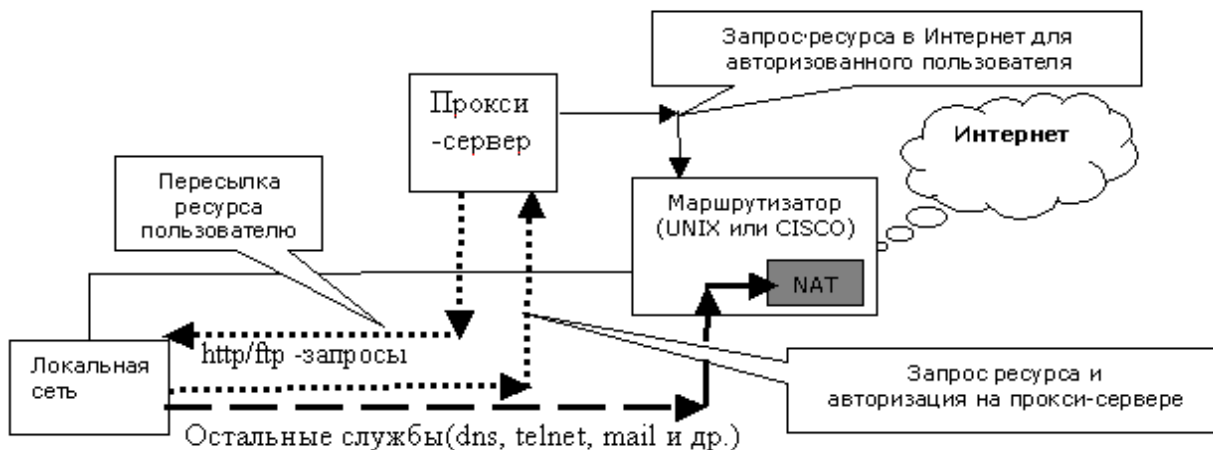 Запрос·ресурса в Интернет для
авторизованного пользователя
Прокси
-сервер
Интернет
Пересылка
ресурса
пользователю
Маршрутизатор
(UNIX или CISCO)
NAT
http/ftp -запросы
Локальная
сеть
Запрос ресурса и
авторизация на прокси-сервере
Остальные службы(dns, telnet, mail и др.)